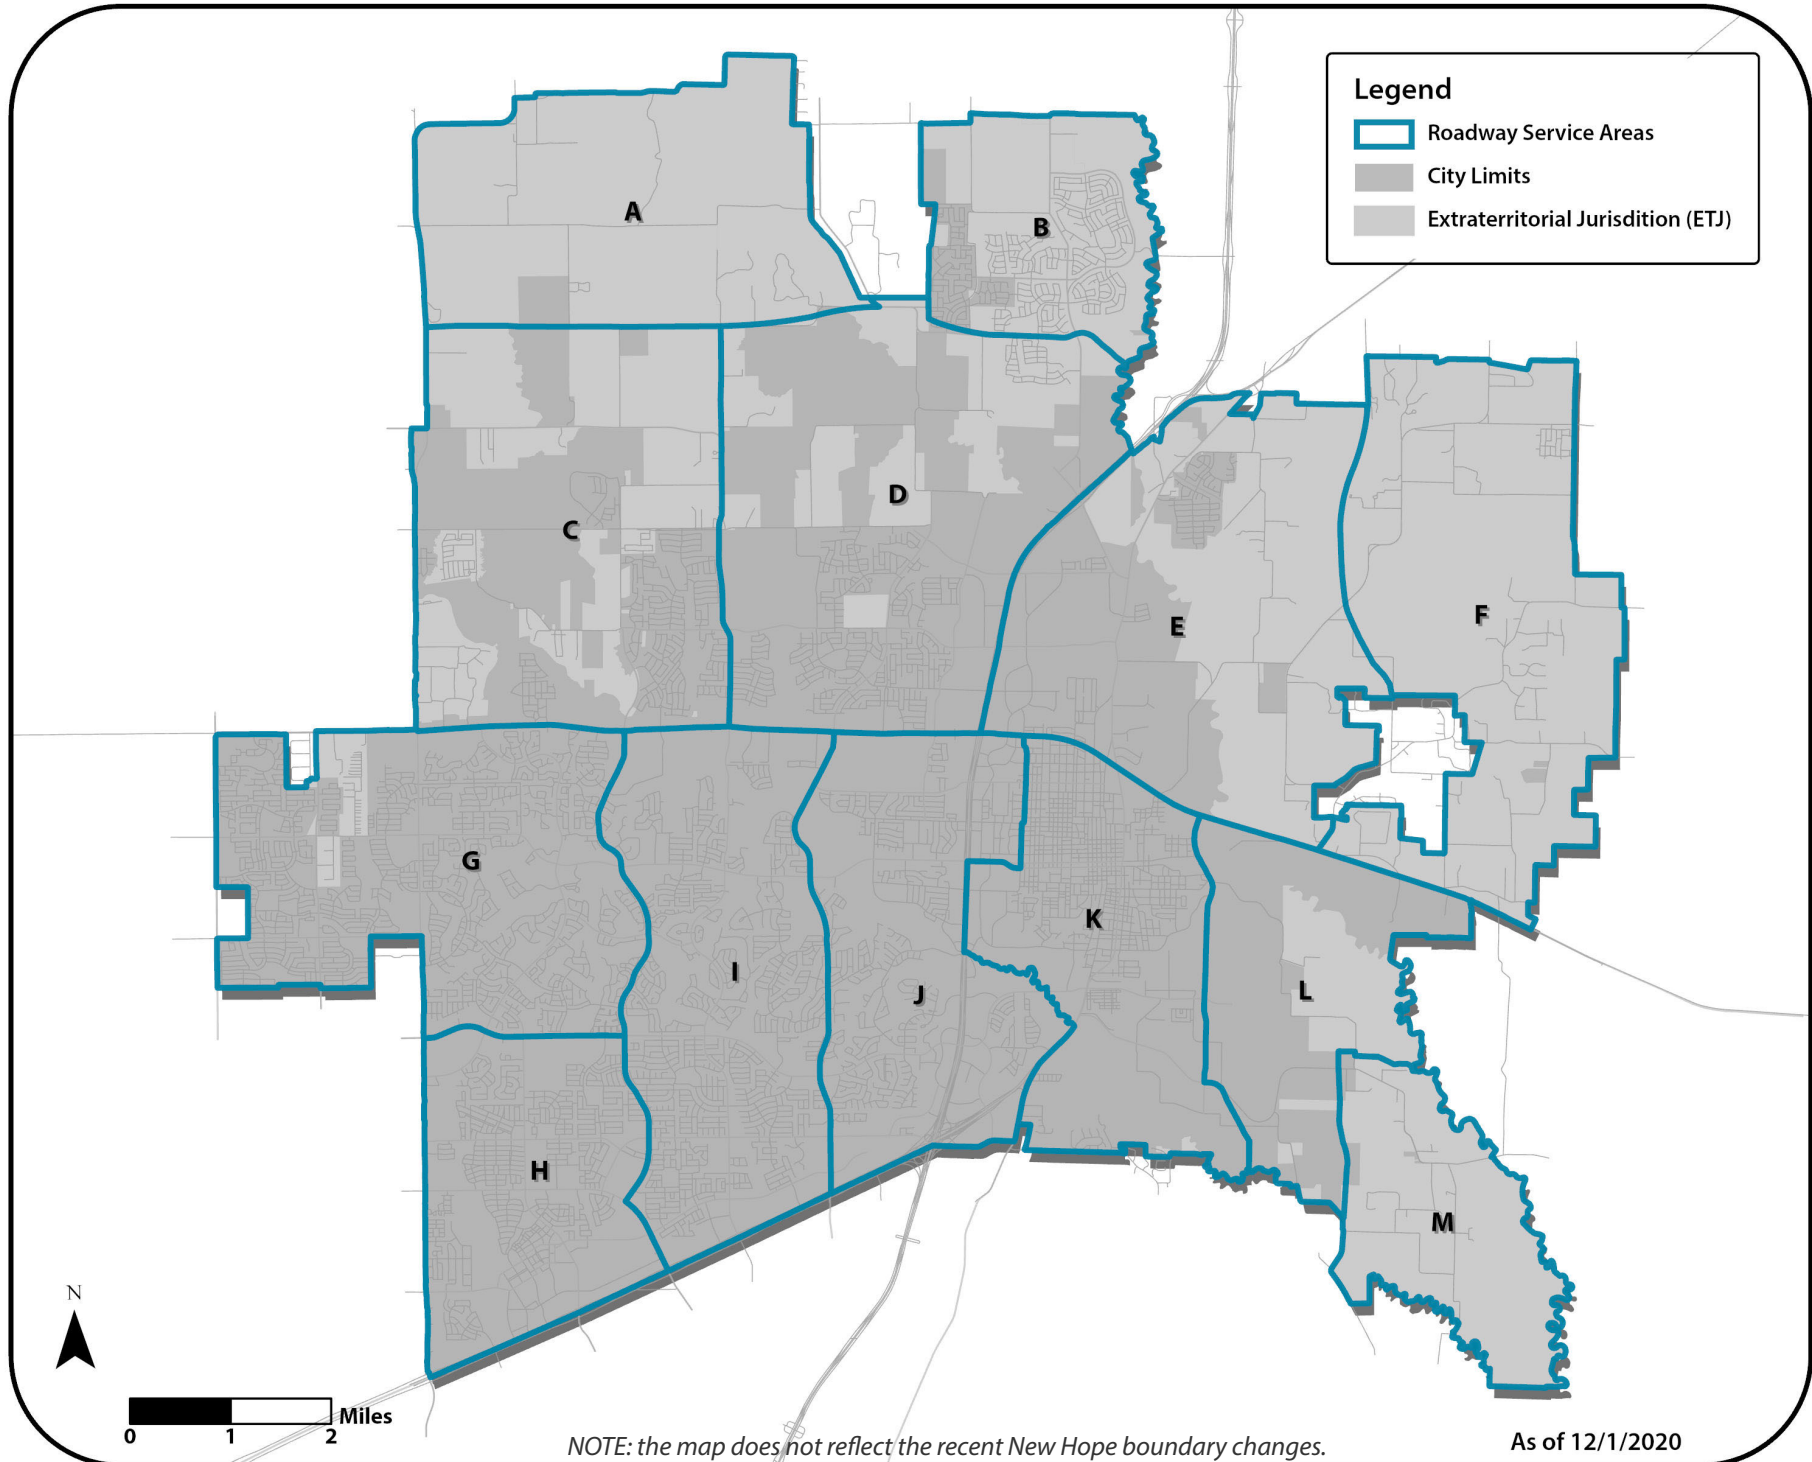 Legend
Roadway Service Areas
City Limits
Extraterritorial Jurisdition (ETJ)
A
B
C
D
E
F
G
H
I
J
K
L
M
N
Miles
0 1 2
NOTE: the map does not reflect the recent New Hope boundary changes.
As of 12/1/2020